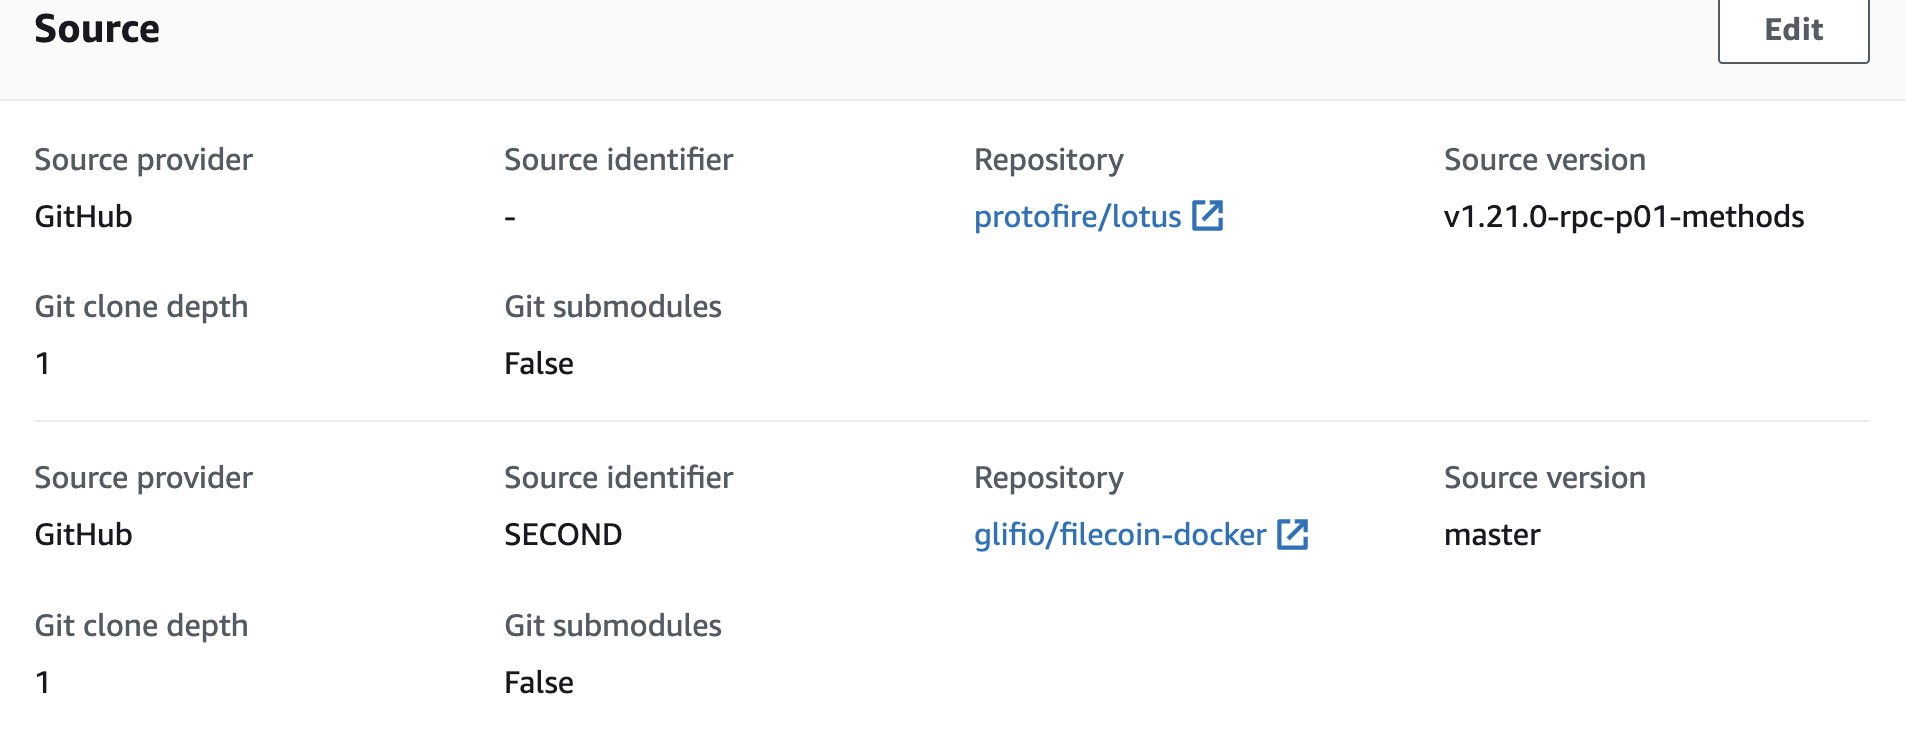 Source
Edit
Source provider
Source identifier
Repository
Source version
GitHub
-
protofire/lotus
v1.21.0-rpc-p01-methods
Git clone depth
Git submodules
1
False
Source provider
Source identifier
Repository
Source version
GitHub
SECOND
glifio/filecoin-docker
master
Git clone depth
Git submodules
1
False